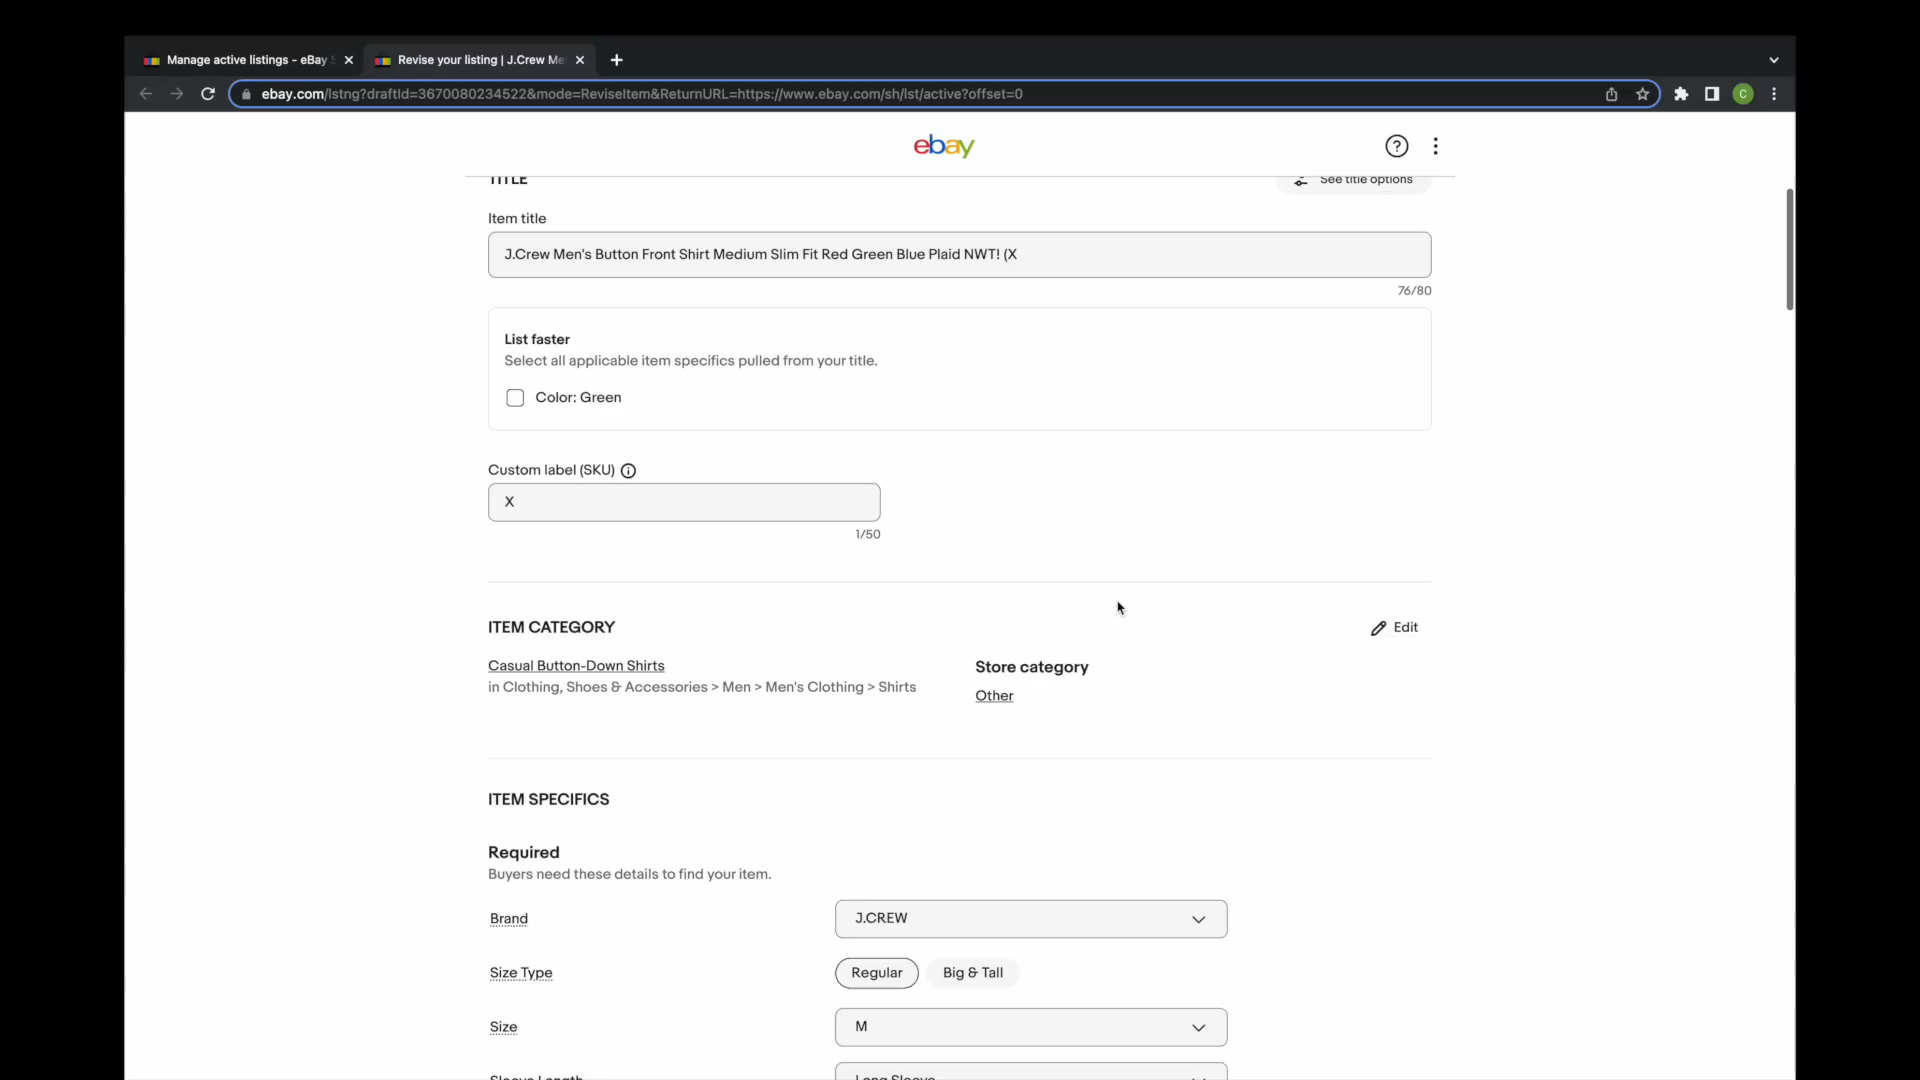 Manage active listings - eBay S
Revise your listing | J.Crew Me
ebay.com/lstng?draftId=3670080234522&mode=ReviseItem&ReturnURL=https://www.ebay.com/sh/lst/active?offset=0
C
ebay
?
TITLE
See title options
Item title
J.Crew Men's Button Front Shirt Medium Slim Fit Red Green Blue Plaid NWT! (X
76/80
List faster
Select all applicable item specifics pulled from your title.
Color: Green
Custom label (SKU)
X
1/50
ITEM CATEGORY
Edit
Casual Button-Down Shirts
in Clothing, Shoes & Accessories > Men > Men's Clothing > Shirts
Store category
Other
ITEM SPECIFICS
Required
Buyers need these details to find your item.
Brand
J.CREW
Size Type
Regular
Big & Tall
Size
M
Sleeve Length
Long Sleeve